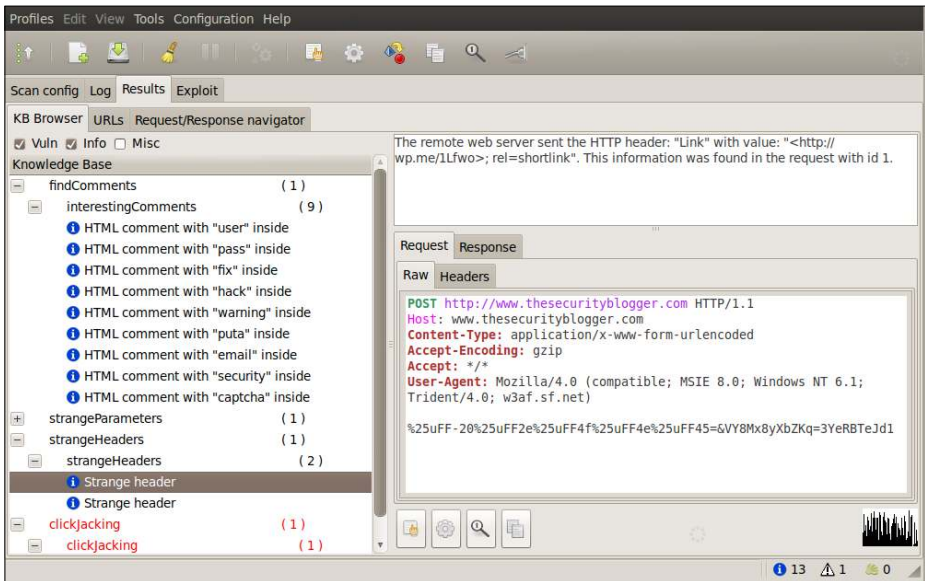 Profiles Edit View Tools Configuration Help
Scan config Log Results Exploit
KB Browser URLs Request/Response navigator
Vuln Info Misc
Knowledge Base
findComments (1)
interestingComments (9)
HTML comment with "user" inside
HTML comment with "pass" inside
HTML comment with "fix" inside
HTML comment with "hack" inside
HTML comment with "warning" inside
HTML comment with "puta" inside
HTML comment with "email" inside
HTML comment with "security" inside
HTML comment with "captcha" inside
strangeParameters (1)
strangeHeaders (1)
strangeHeaders (2)
Strange header
Strange header
clickJacking (1)
clickJacking (1)
The remote web server sent the HTTP header: "Link" with value: "<http://
wp.me/1Lfwo>; rel=shortlink". This information was found in the request with id 1.
Request Response
Raw Headers
POST http://www.thesecurityblogger.com HTTP/1.1
Host: www.thesecurityblogger.com
Content-Type: application/x-www-form-urlencoded
Accept-Encoding: gzip
Accept: */*
User-Agent: Mozilla/4.0 (compatible; MSIE 8.0; Windows NT 6.1;
Trident/4.0; w3af.sf.net)
%25uFF-20%25uFF2e%25uFF4f%25uFF4e%25uFF45=&VY8Mx8yXbZKq=3YeRBTeJd1
13 1 0